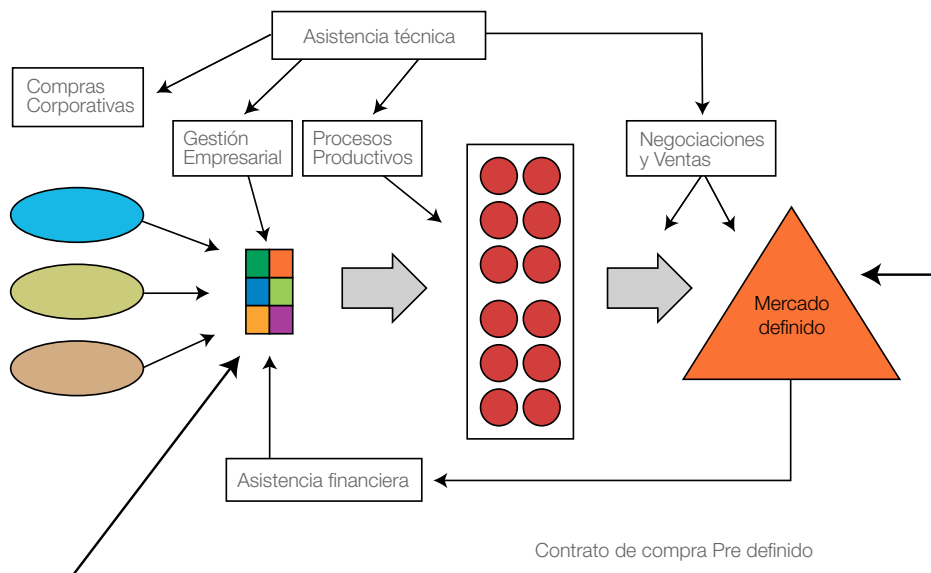 Asistencia técnica
Compras
Corporativas
Gestión
Empresarial
Procesos
Productivos
Negociaciones
y Ventas
Mercado
definido
Asistencia financiera
Contrato de compra Pre definido